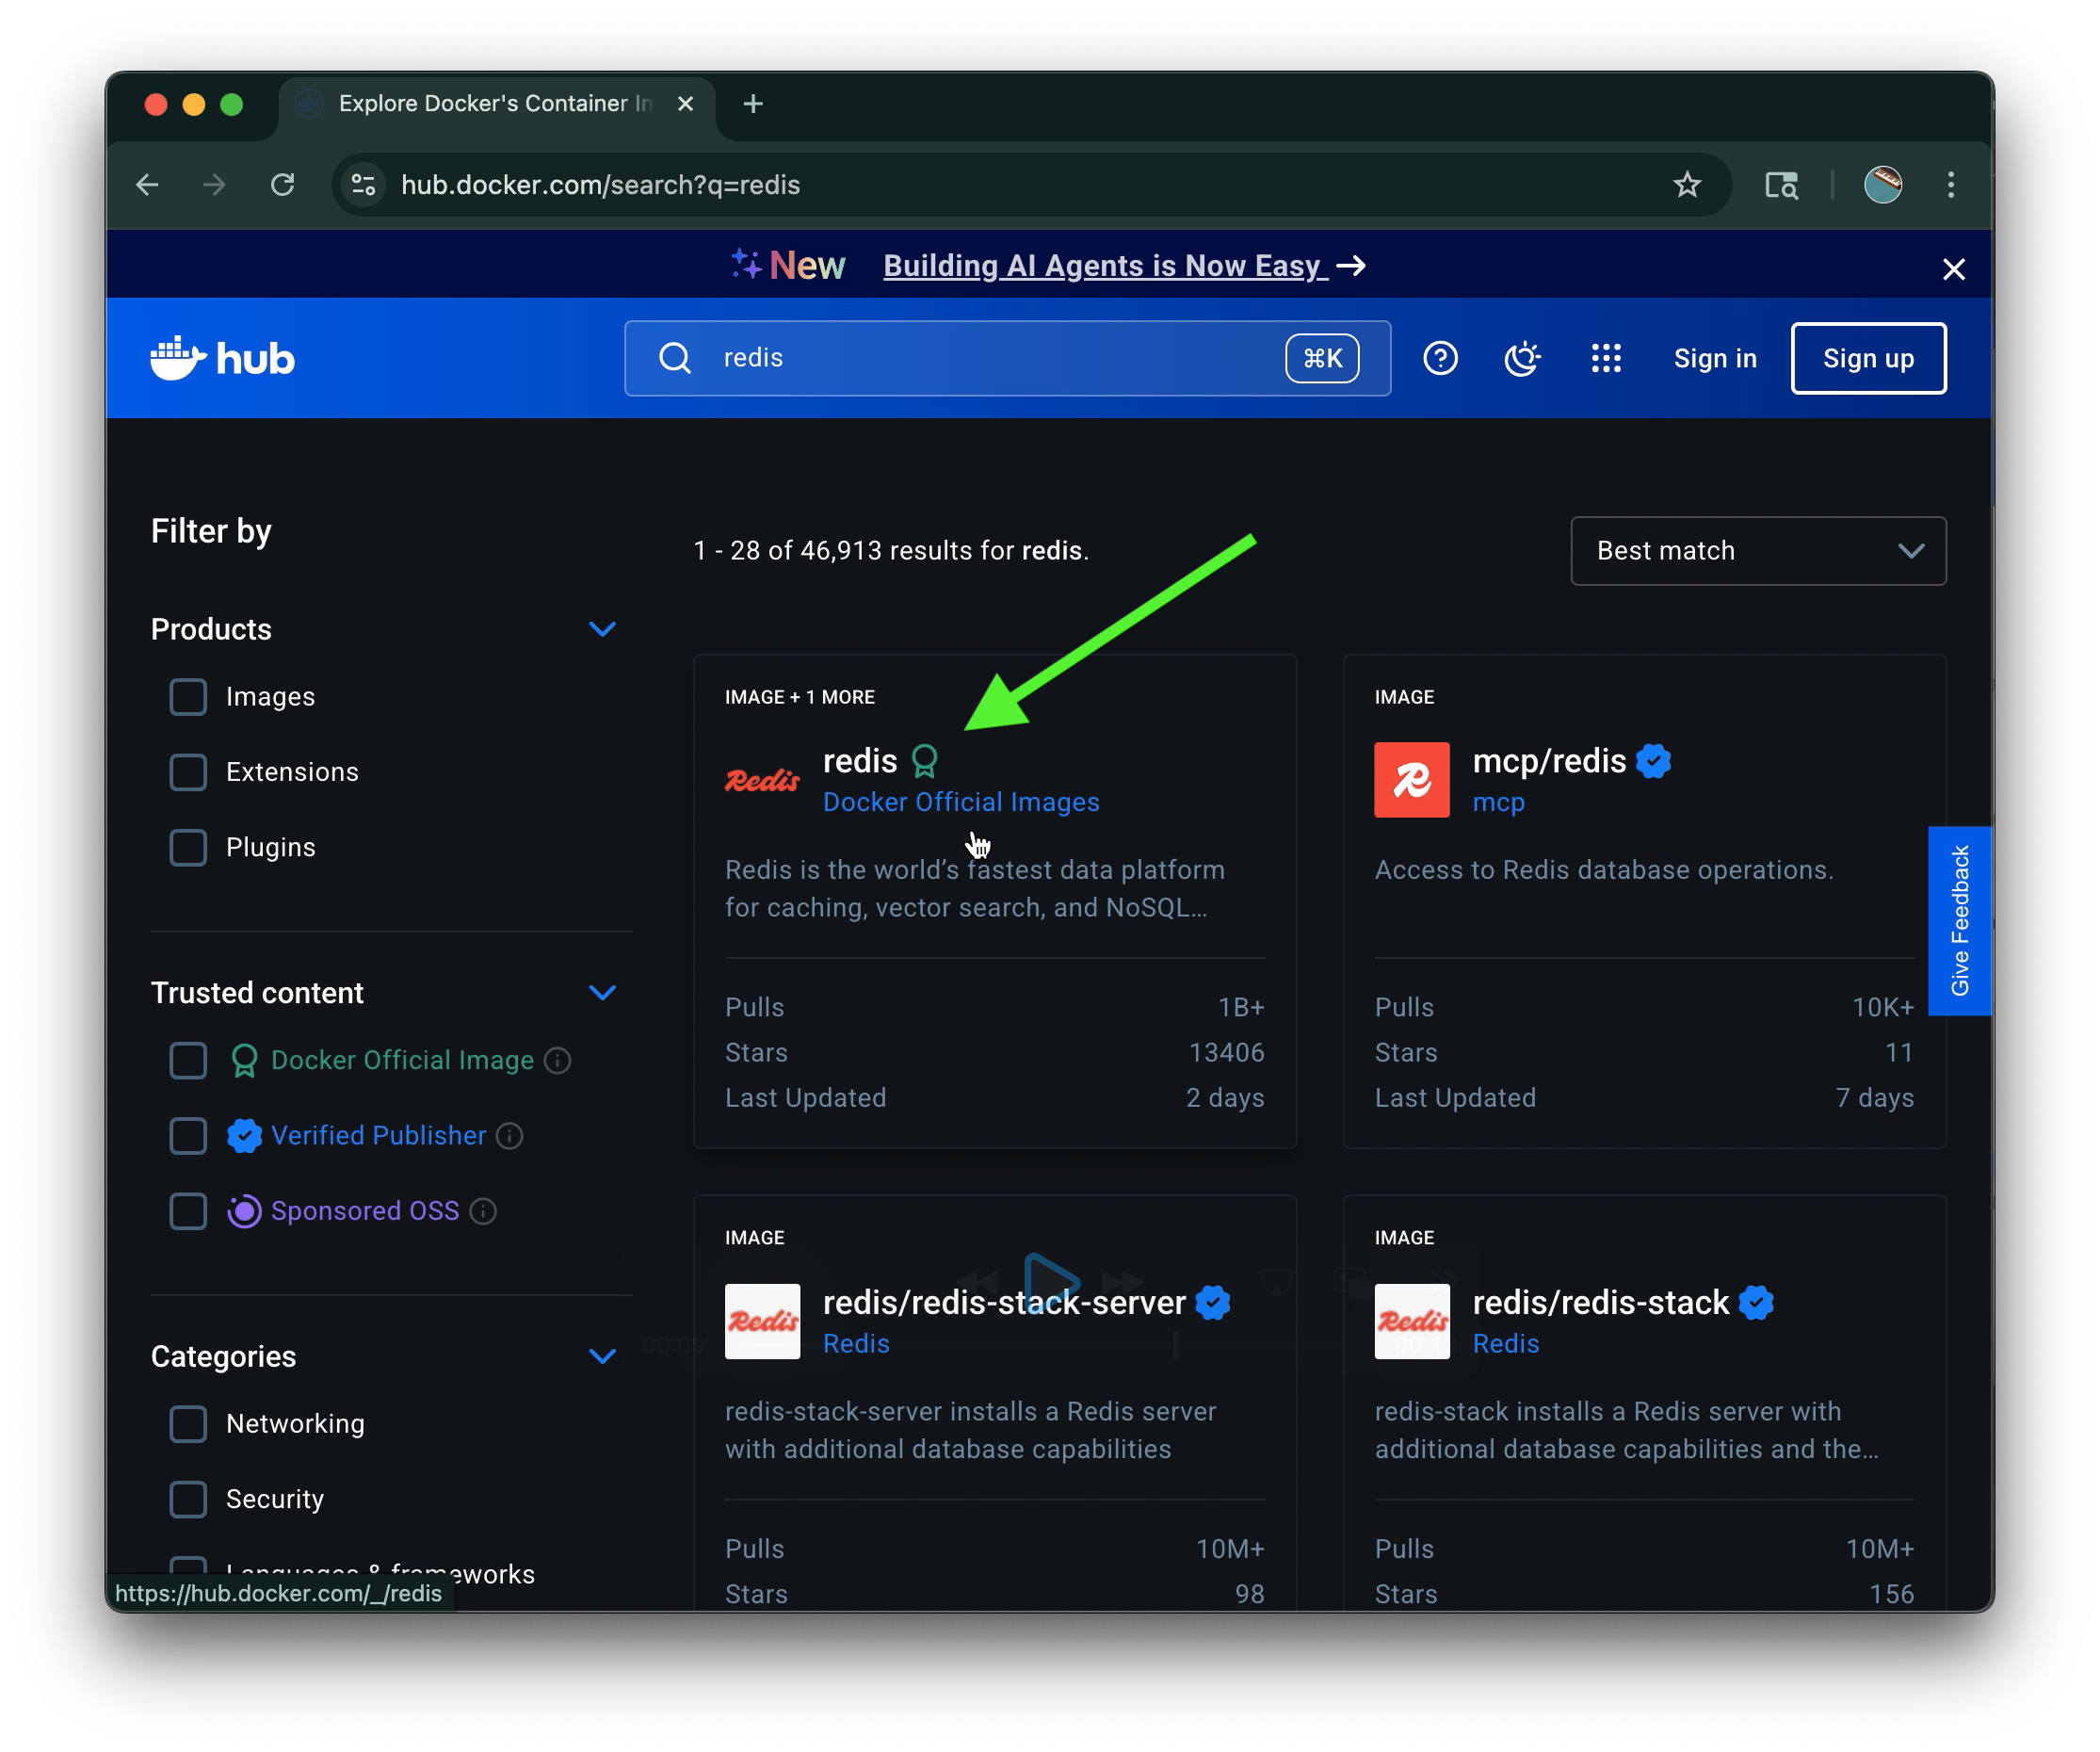 Explore Docker's Container Im
hub.docker.com/search?q=redis
New Building AI Agents is Now Easy →
hub
redis
⌘K
Sign in
Sign up
Filter by
Products
Images
Extensions
Plugins
Trusted content
Docker Official Image
Verified Publisher
Sponsored OSS
Categories
Networking
Security
Languages & frameworks
https://hub.docker.com/_/redis
1 - 28 of 46,913 results for redis.
Best match
IMAGE + 1 MORE
Redis
redis
Docker Official Images
Redis is the world’s fastest data platform
for caching, vector search, and NoSQL...
Pulls 1B+
Stars 13406
Last Updated 2 days
IMAGE
mcp/redis
mcp
Access to Redis database operations.
Pulls 10K+
Stars 11
Last Updated 7 days
IMAGE
Redis
redis/redis-stack-server
Redis
redis-stack-server installs a Redis server
with additional database capabilities
Pulls 10M+
Stars 98
IMAGE
Redis
redis/redis-stack
Redis
redis-stack installs a Redis server with
additional database capabilities and the...
Pulls 10M+
Stars 156
Give Feedback